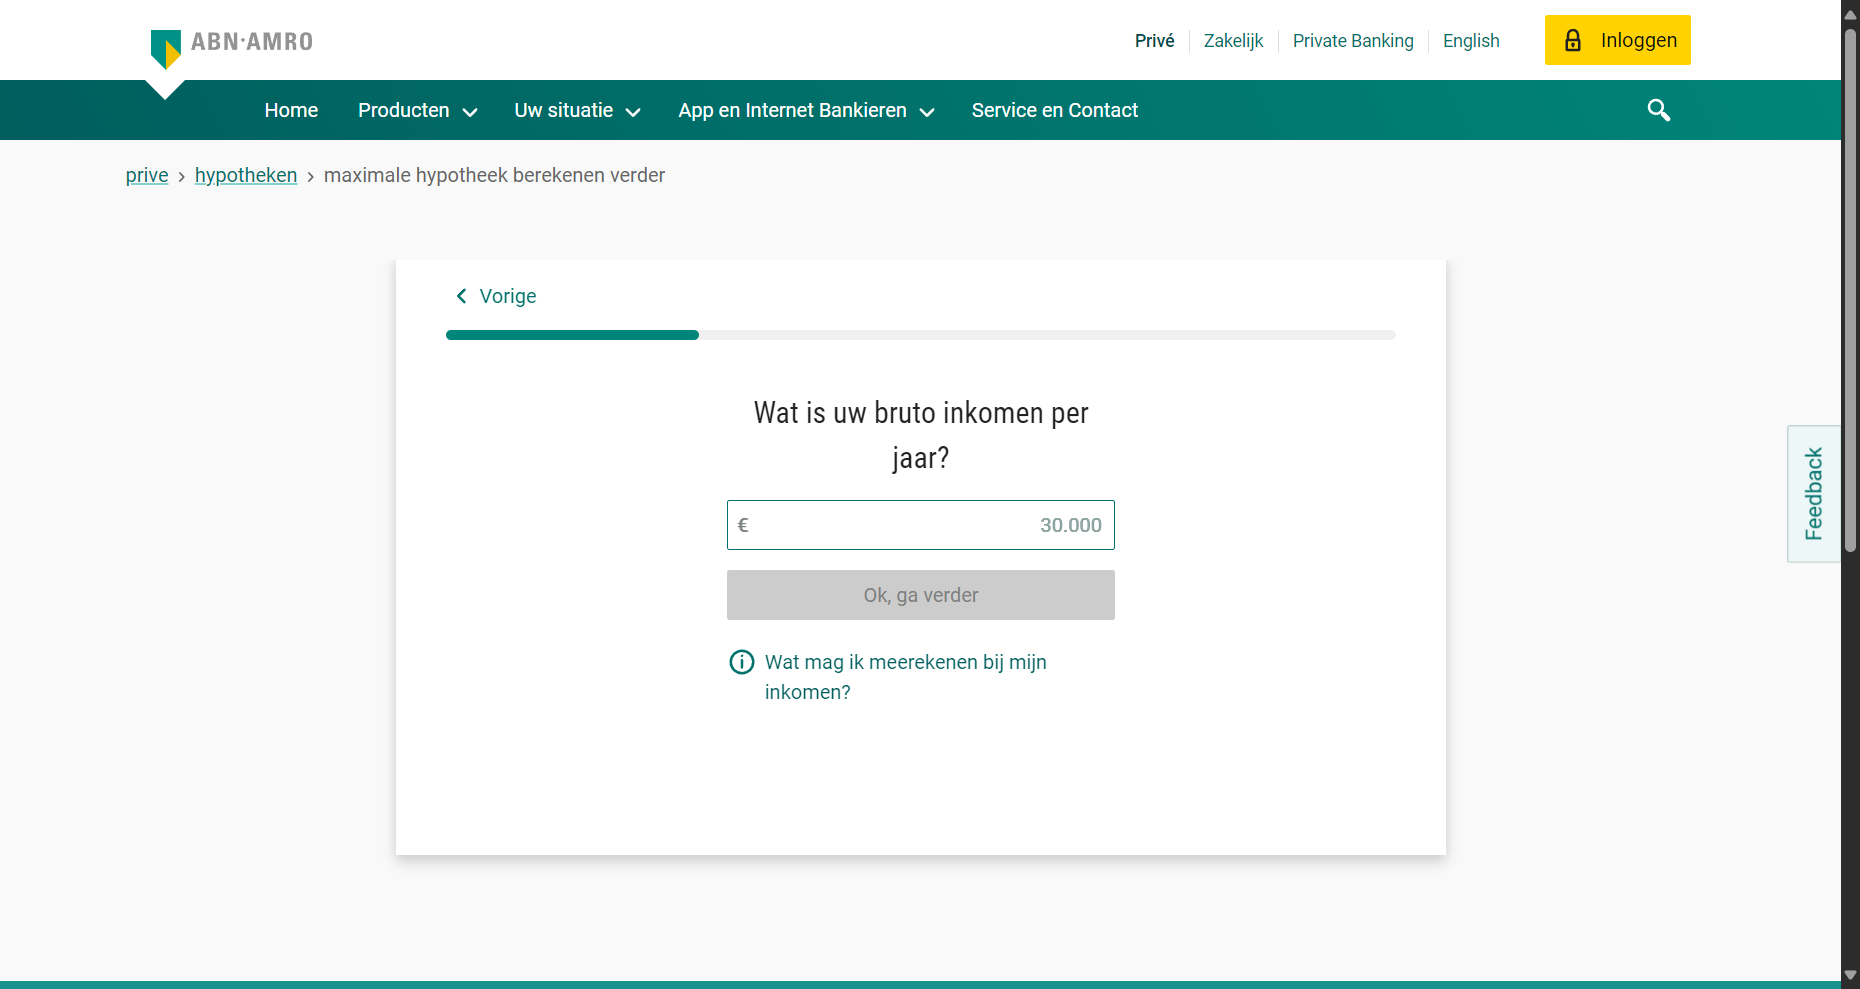 ABN·AMRO
Privé
Zakelijk
Private Banking
English
Inloggen
Home
Producten
Uw situatie
App en Internet Bankieren
Service en Contact
prive › hypotheken › maximale hypotheek berekenen verder
Vorige
Wat is uw bruto inkomen per
jaar?
€ 30.000
Ok, ga verder
Wat mag ik meerekenen bij mijn
inkomen?
Feedback